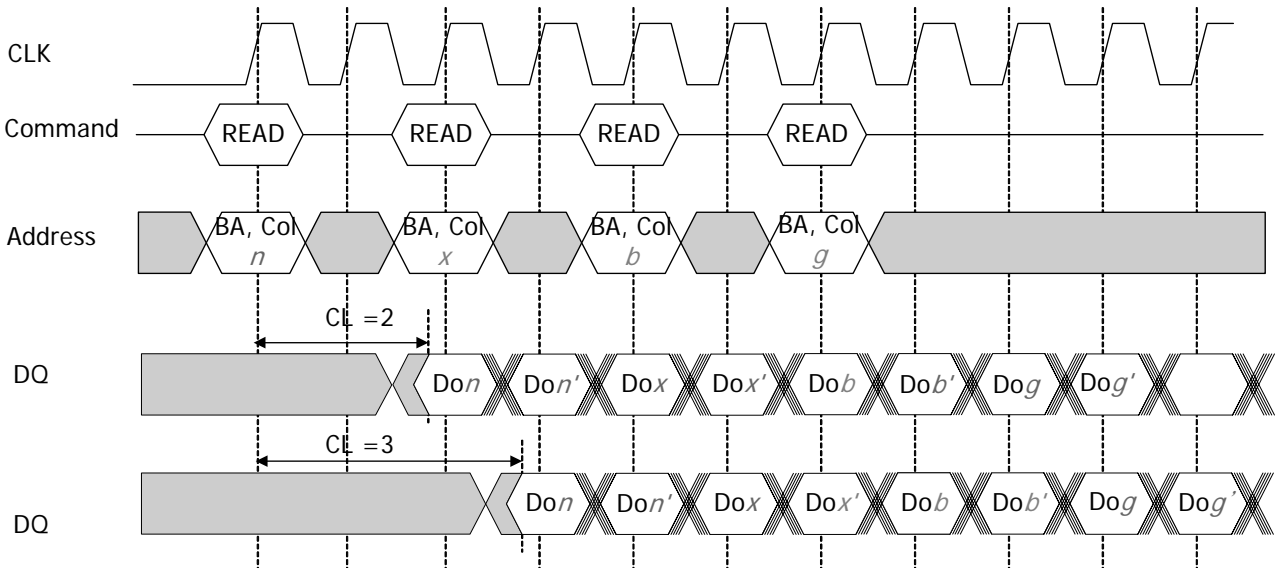 CLK
Command READ READ READ READ
Address BA, Col BA, Col BA, Col BA, Col
n x b g
CL =2
DQ Don Don' Dox Dox' Dob Dob' Dog Dog'
CL =3
DQ Don Don' Dox Dox' Dob Dob' Dog Dog'